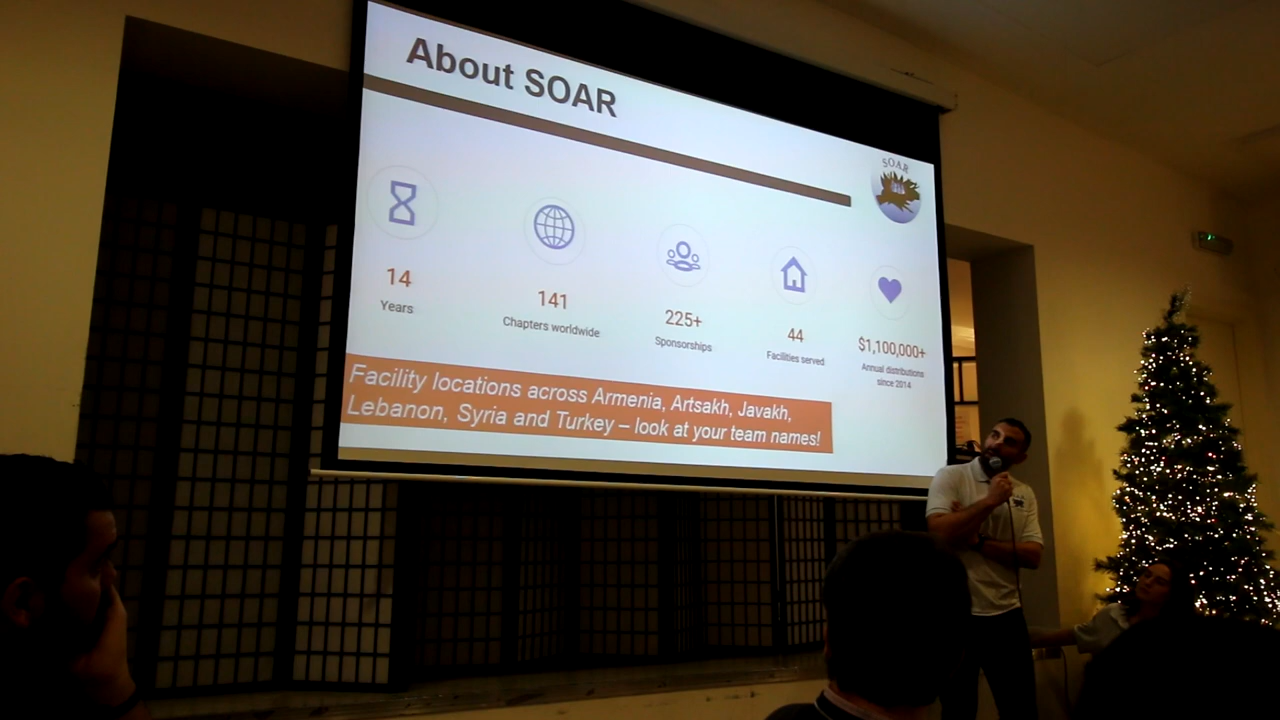 About SOAR
SOAR
14
Years
141
Chapters worldwide
225+
Sponsorships
44
Facilities served
$1,100,000+
Annual distributions
since 2014
Facility locations across Armenia, Artsakh, Javakh,
Lebanon, Syria and Turkey – look at your team names!